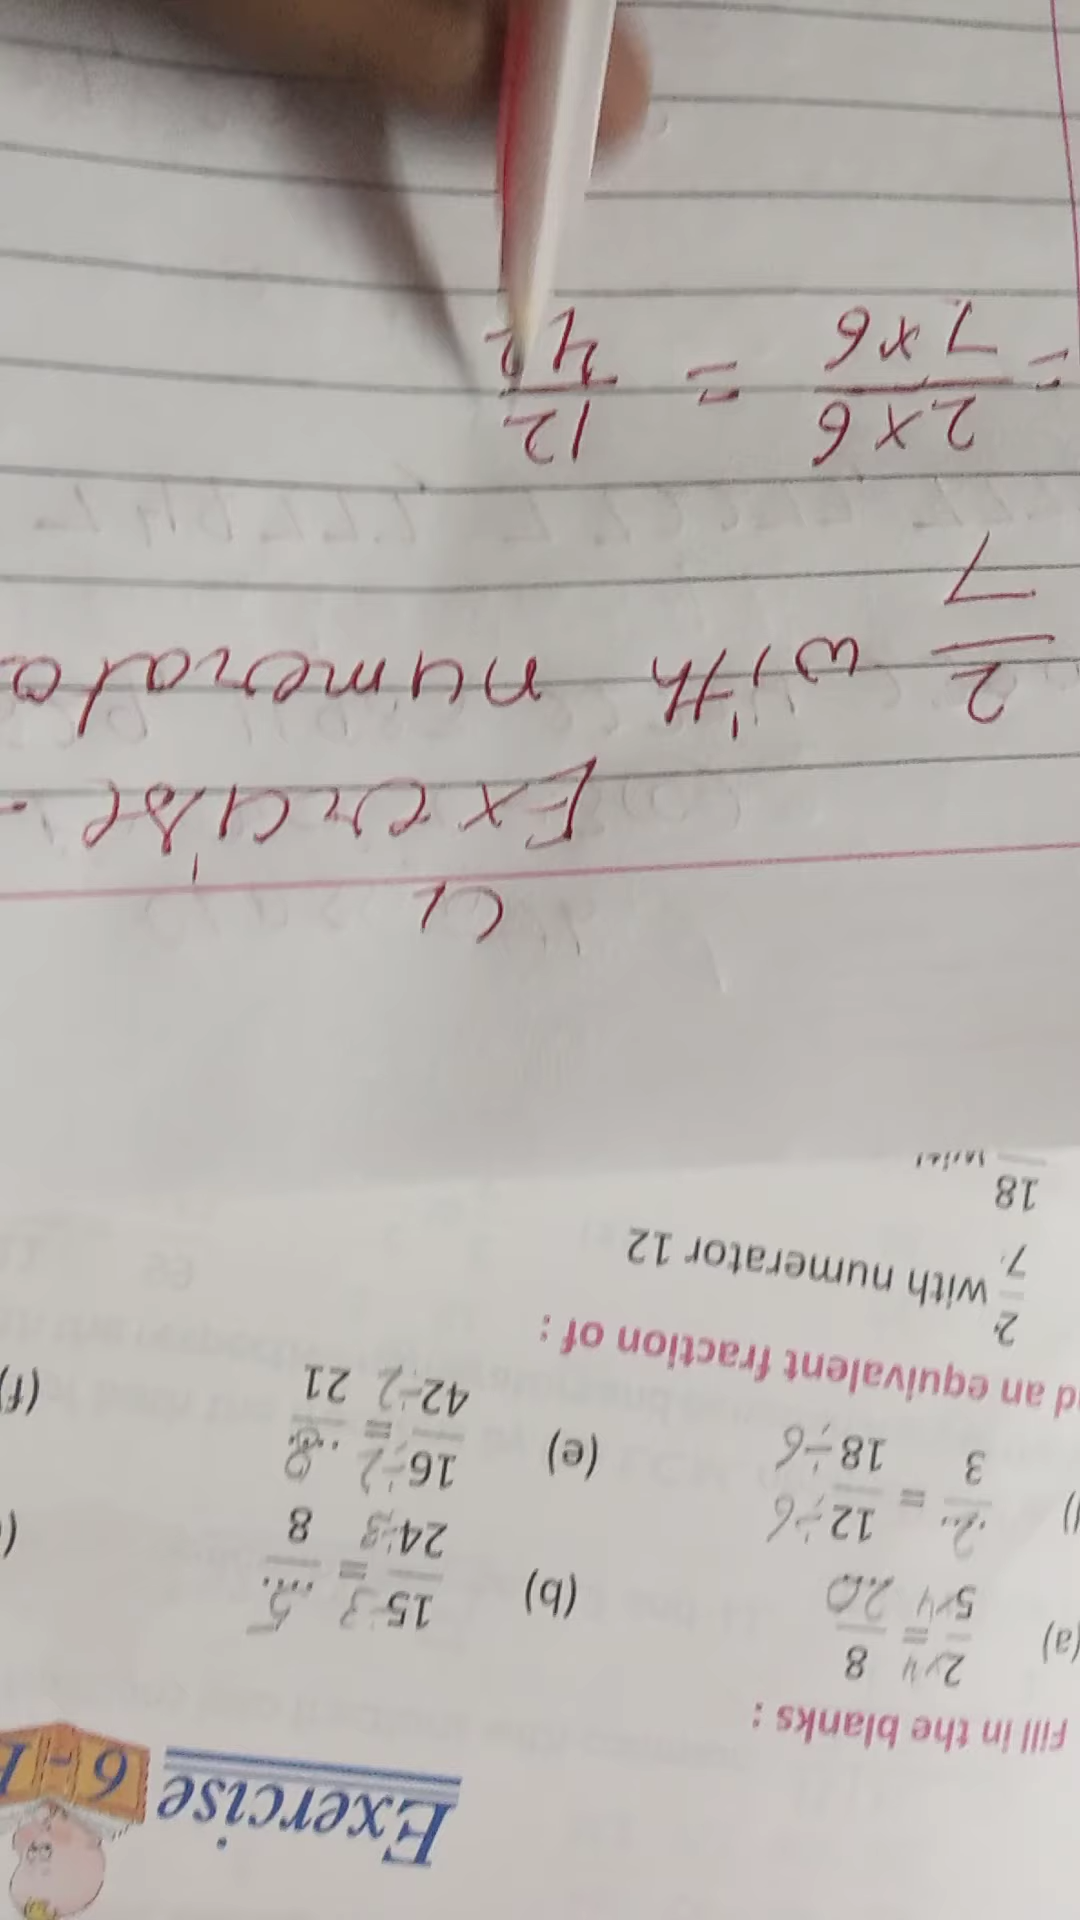 Exercise 6 - 1
Fill in the blanks :
(a) 2×4/5×4 = 8/20 (b) 15÷3/24÷3 = 5/8
12÷6/18÷6 = 2/3 (e) 16÷2/42÷2 = 8/21 (f)
an equivalent fraction of :
2/7 with numerator 12
18
Exercise -
2/7 with numerato
= 2×6/7×6 = 12/42